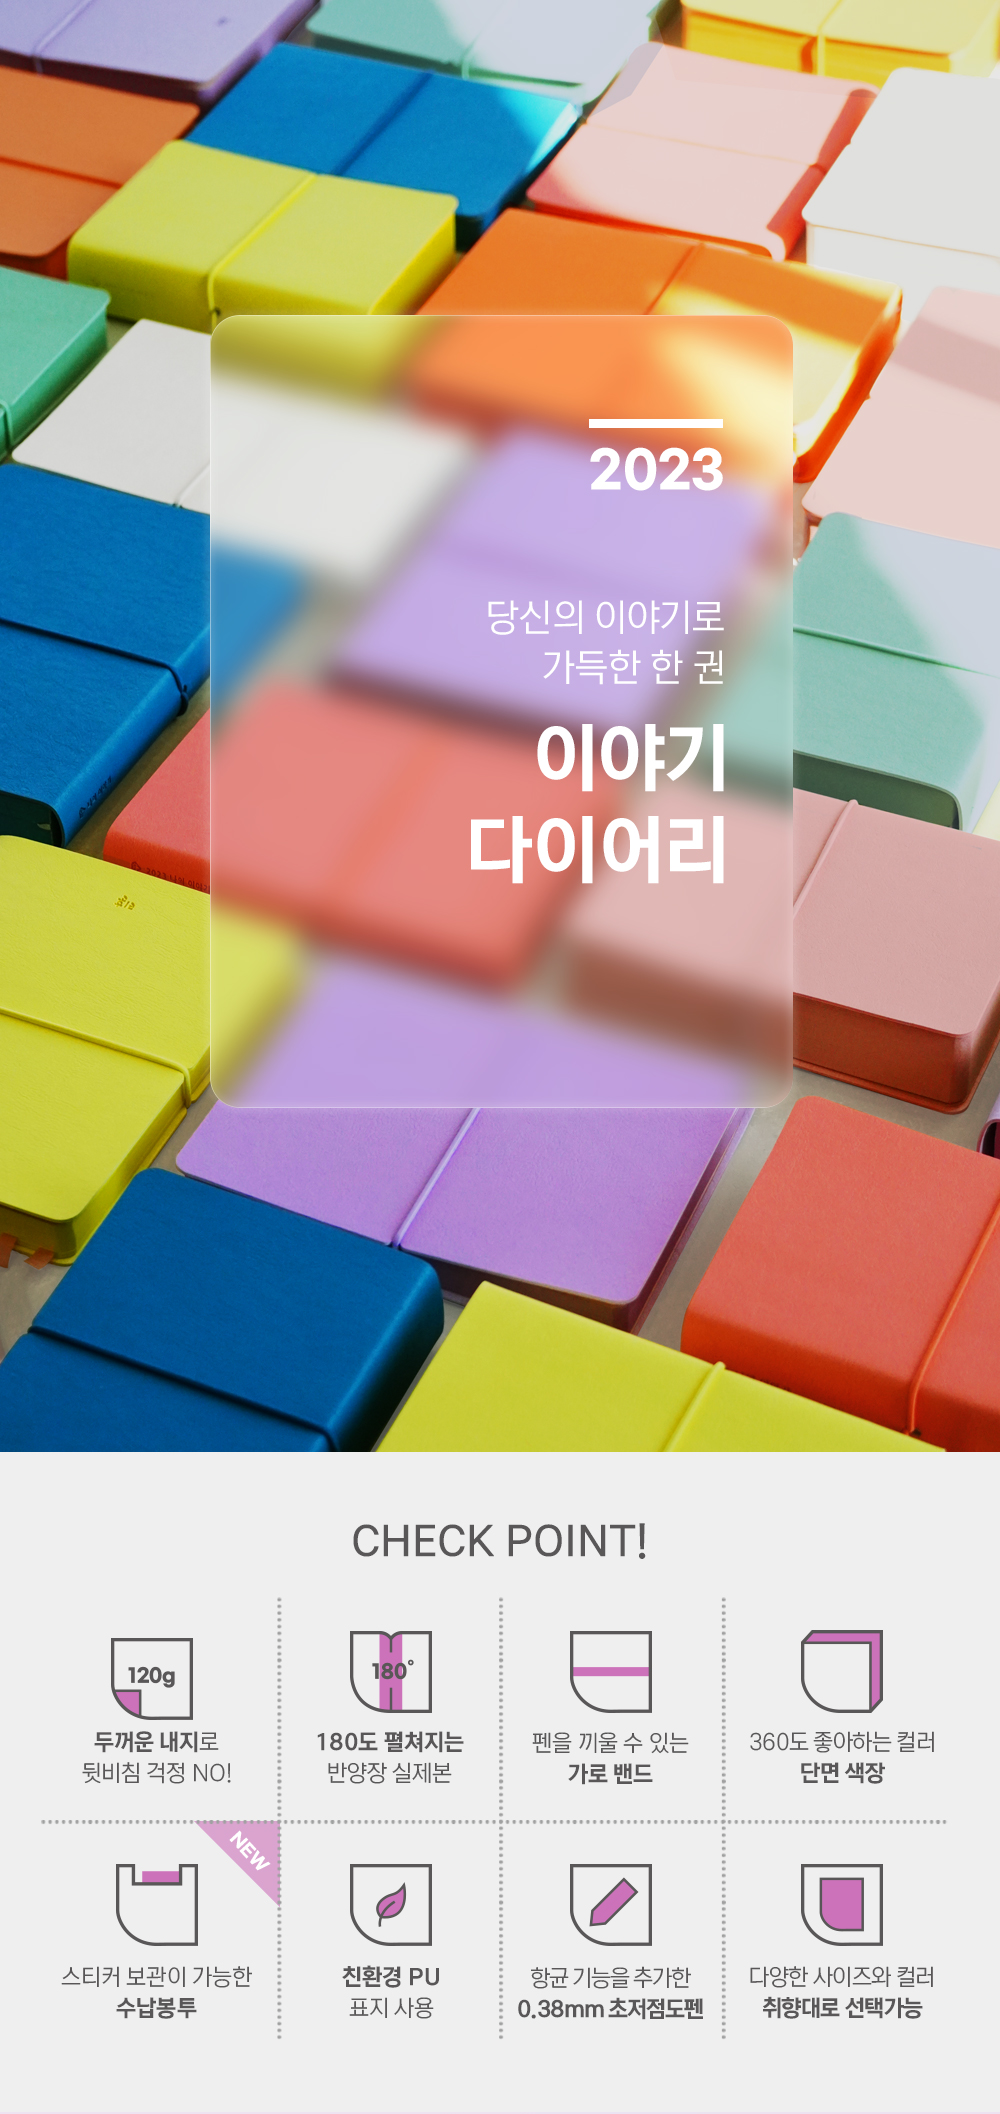 2023
당신의 이야기로
가득한 한 권
이야기
다이어리
CHECK POINT!
120g
두꺼운 내지로
뒷비침 걱정 NO!
180°
180도 펼쳐지는
반양장 실제본
펜을 끼울 수 있는
가로 밴드
360도 좋아하는 컬러
단면 색장
NEW
스티커 보관이 가능한
수납봉투
친환경 PU
표지 사용
항균 기능을 추가한
0.38mm 초저점도펜
다양한 사이즈와 컬러
취향대로 선택가능